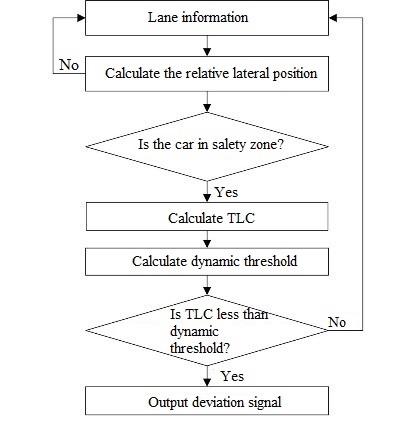 Lane information
No
Calculate the relative lateral position
Is the car in salety zone?
Yes
Calculate TLC
Calculate dynamic threshold
Is TLC less than
dynamic
threshold?
No
Yes
Output deviation signal